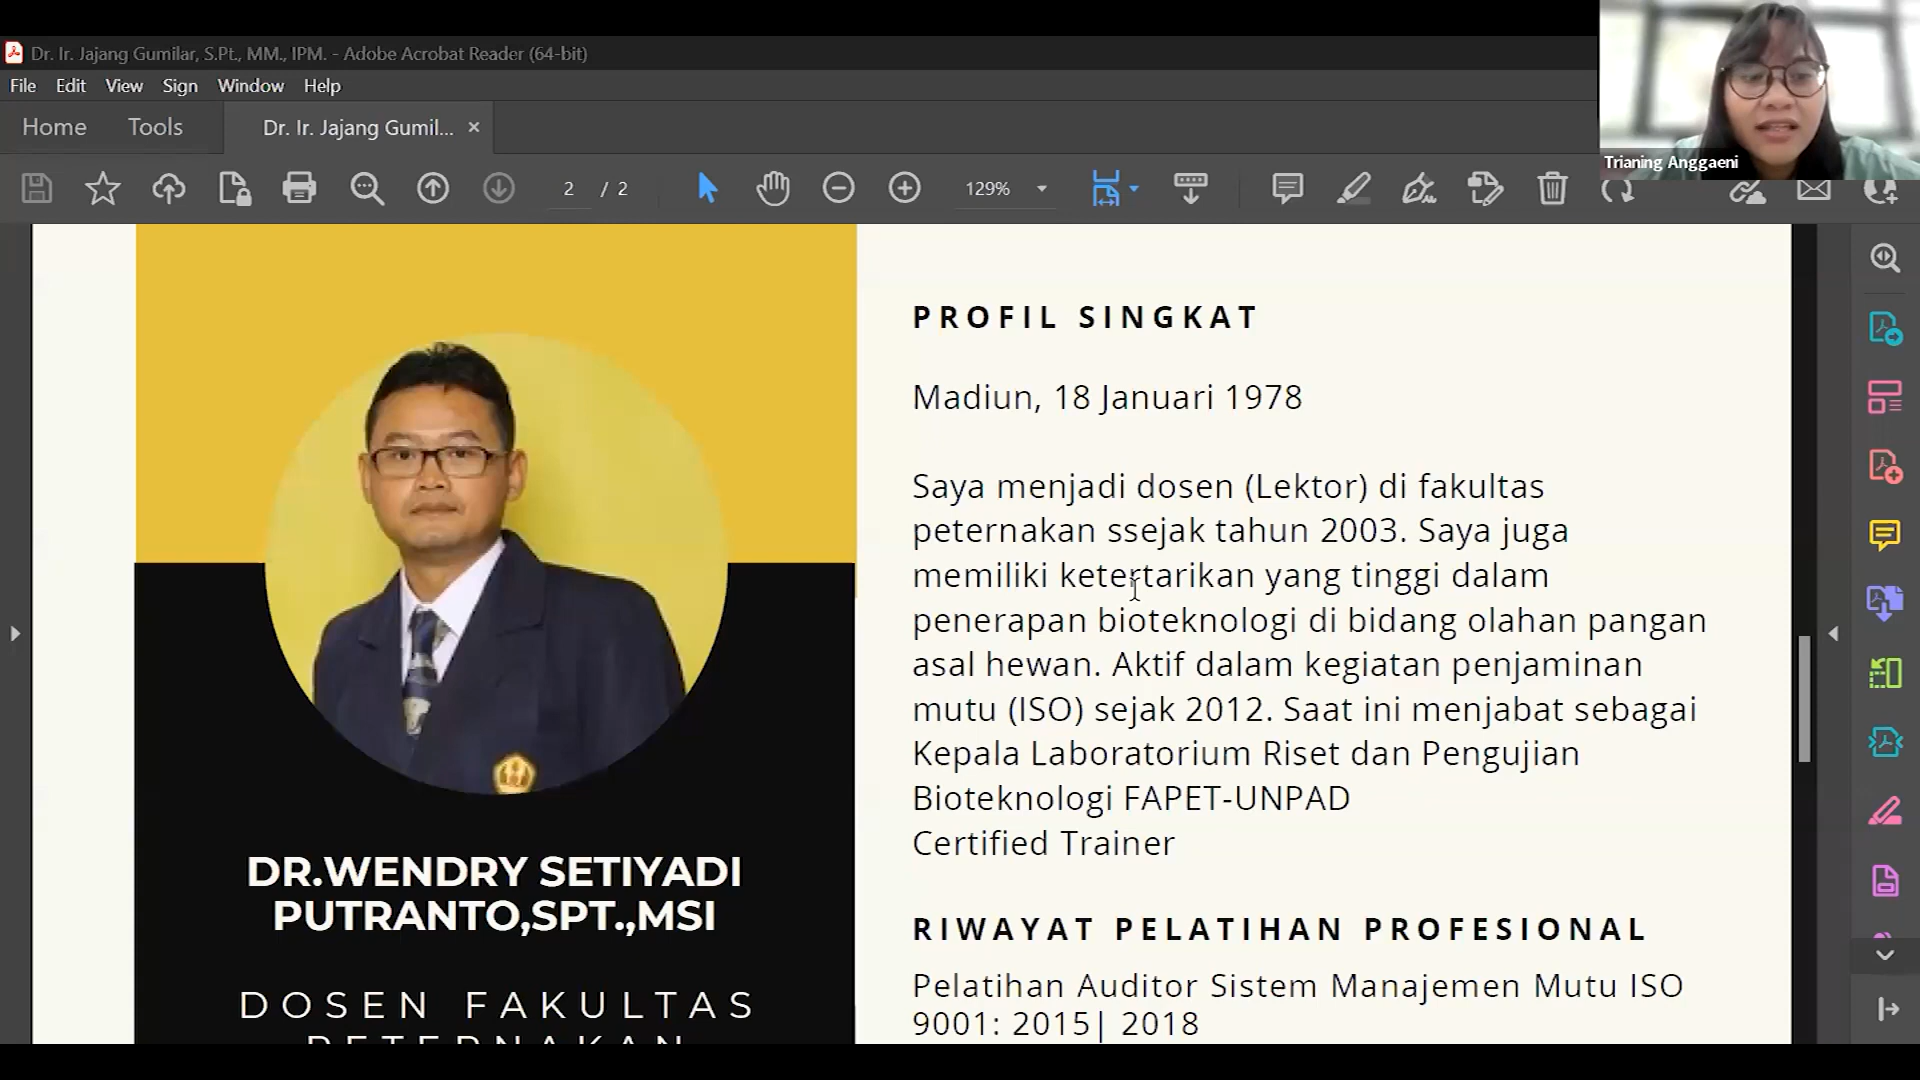 Dr. Ir. Jajang Gumilar, S.Pt., MM., IPM. - Adobe Acrobat Reader (64-bit)
File Edit View Sign Window Help
Home Tools Dr. Ir. Jajang Gumil... ×
2 / 2 129%
Trianing Anggaeni
PROFIL SINGKAT
Madiun, 18 Januari 1978
Saya menjadi dosen (Lektor) di fakultas
peternakan ssejak tahun 2003. Saya juga
memiliki ketertarikan yang tinggi dalam
penerapan bioteknologi di bidang olahan pangan
asal hewan. Aktif dalam kegiatan penjaminan
mutu (ISO) sejak 2012. Saat ini menjabat sebagai
Kepala Laboratorium Riset dan Pengujian
Bioteknologi FAPET-UNPAD
Certified Trainer
RIWAYAT PELATIHAN PROFESIONAL
Pelatihan Auditor Sistem Manajemen Mutu ISO
9001: 2015| 2018
DR.WENDRY SETIYADI
PUTRANTO,SPT.,MSI
DOSEN FAKULTAS
PETERNAKAN